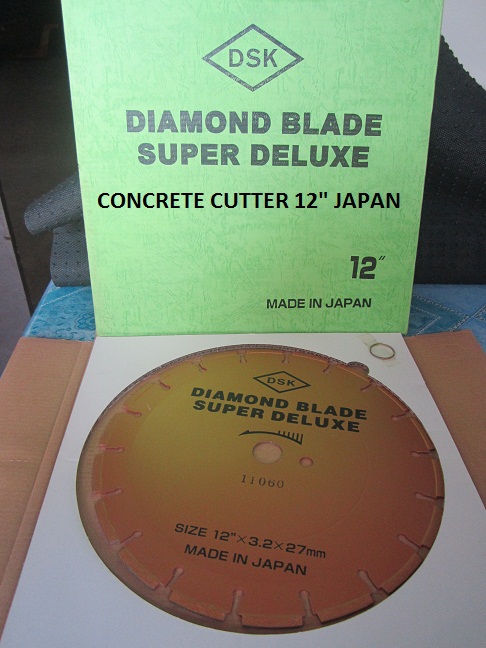 DSK
DIAMOND BLADE
SUPER DELUXE
CONCRETE CUTTER 12" JAPAN
12"
MADE IN JAPAN
DSK
DIAMOND BLADE
SUPER DELUXE
11060
SIZE 12"×3.2×27mm
MADE IN JAPAN